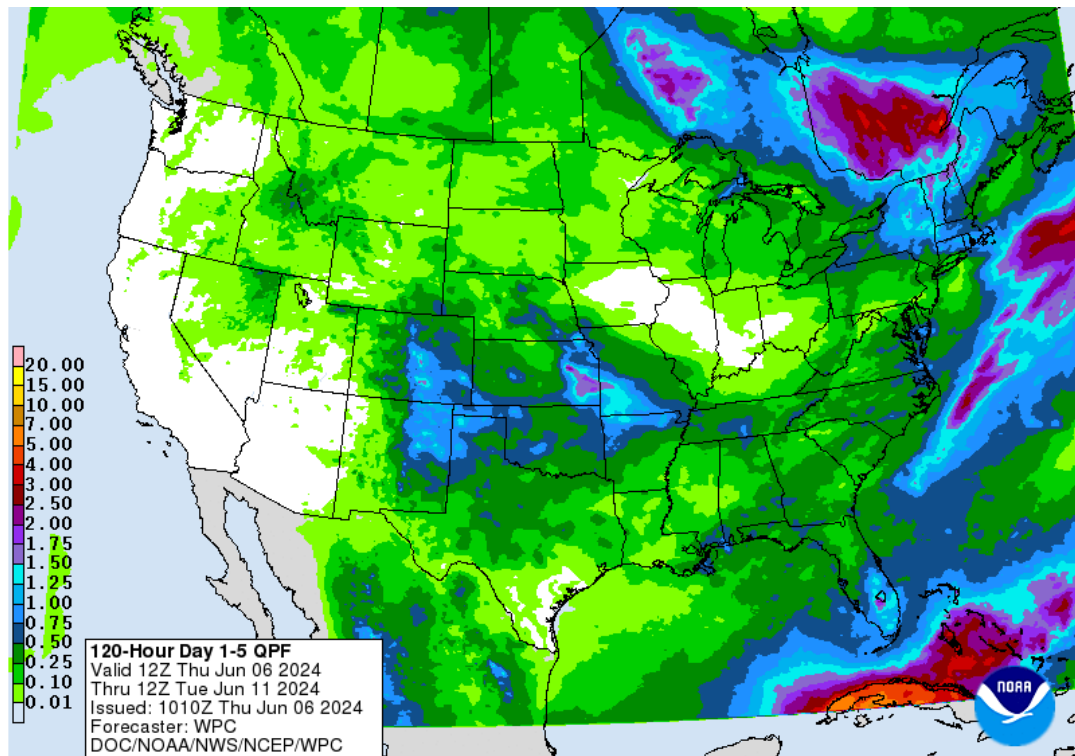 20.00
15.00
10.00
7.00
5.00
4.00
3.00
2.50
2.00
1.75
1.50
1.25
1.00
0.75
0.50
0.25
0.10
0.01
120-Hour Day 1-5 QPF
Valid 12Z Thu Jun 06 2024
Thru 12Z Tue Jun 11 2024
Issued: 1010Z Thu Jun 06 2024
Forecaster: WPC
DOC/NOAA/NWS/NCEP/WPC
NOAA